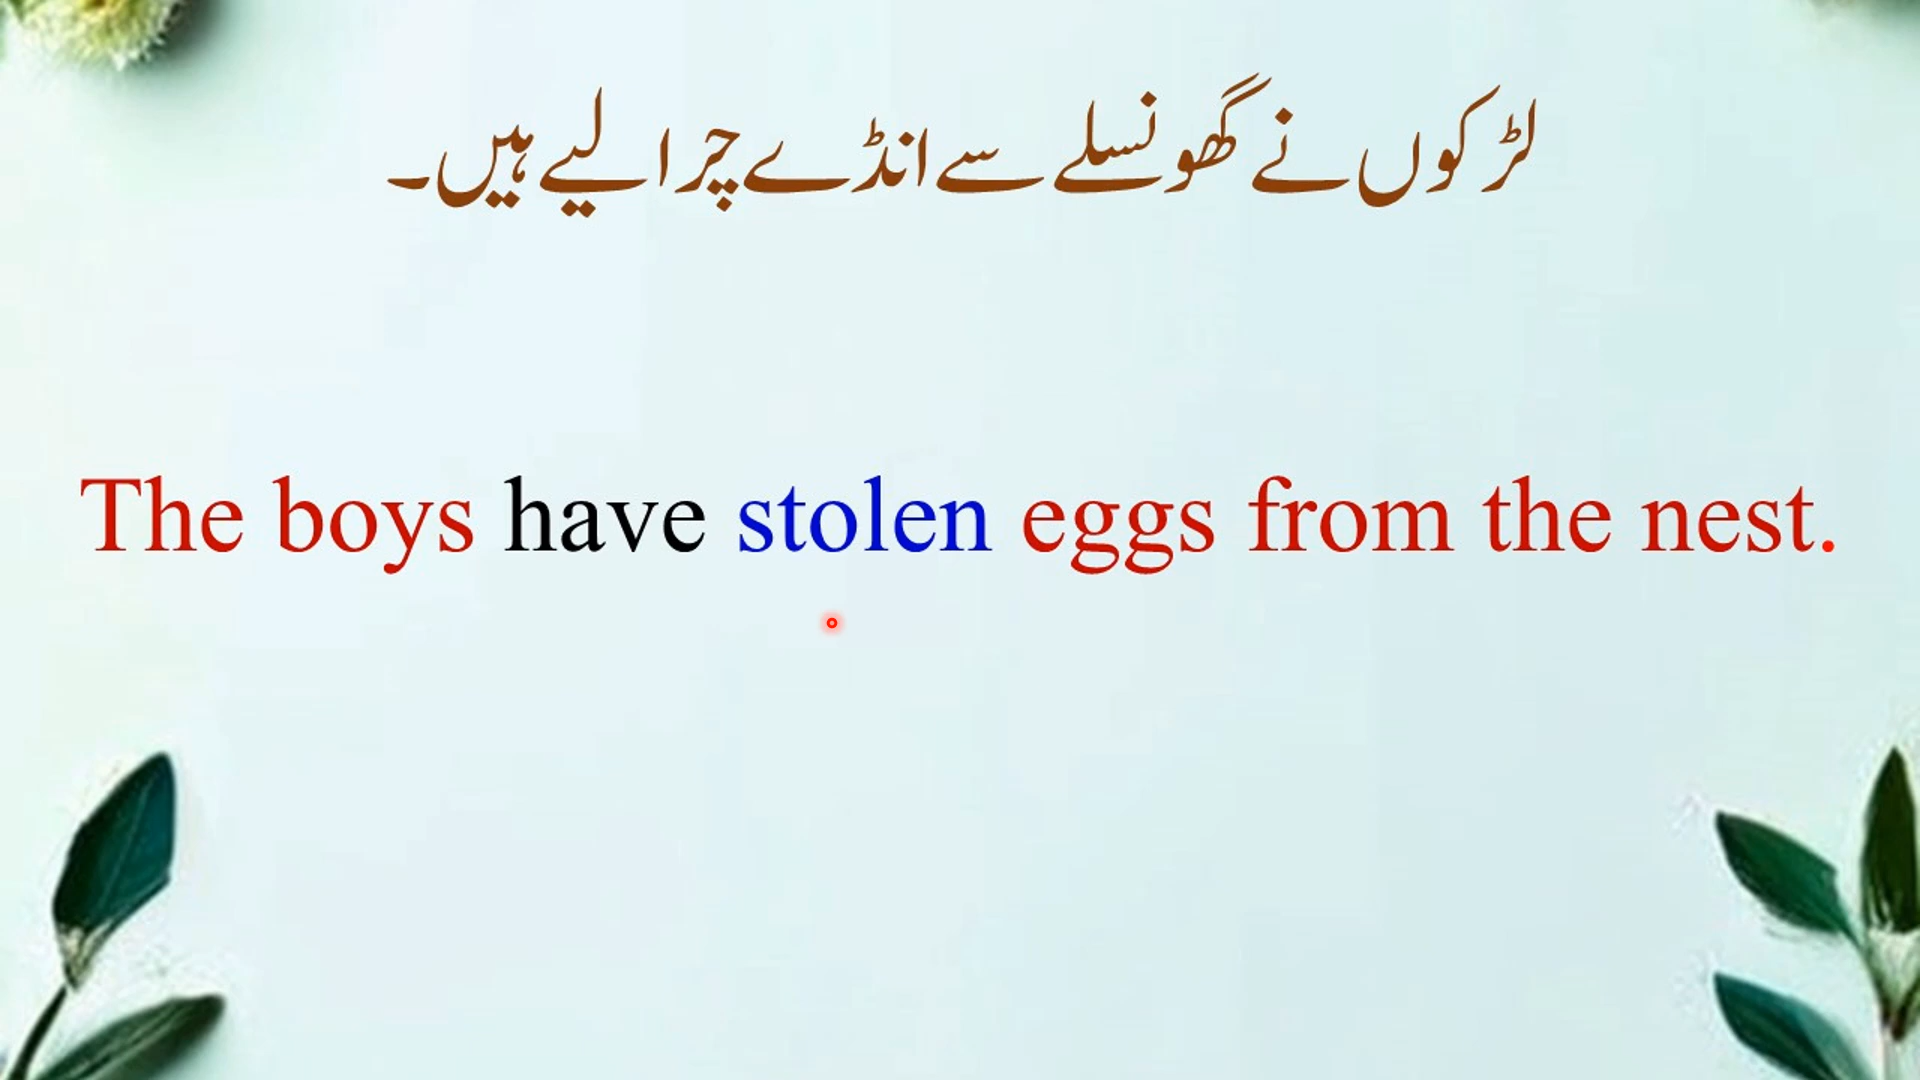 لڑکوں نے گھونسلے سے انڈے چرا لیے ہیں۔
The boys have stolen eggs from the nest.